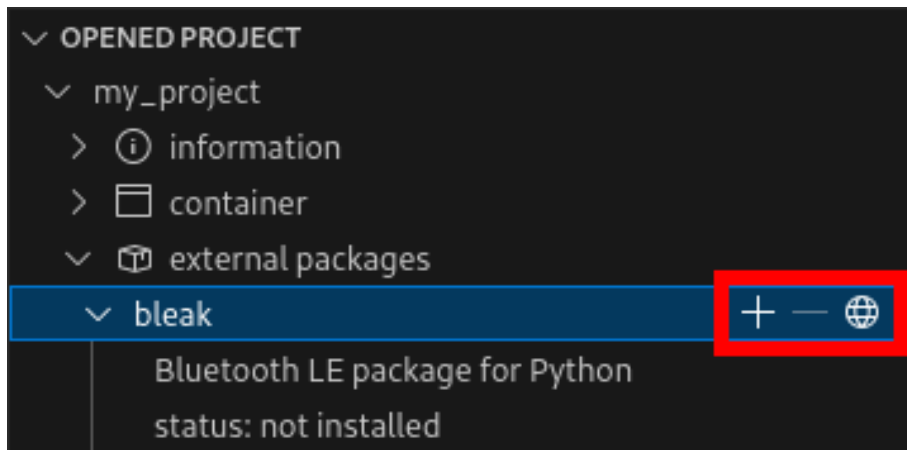 OPENED PROJECT
my_project
information
container
external packages
bleak
Bluetooth LE package for Python
status: not installed